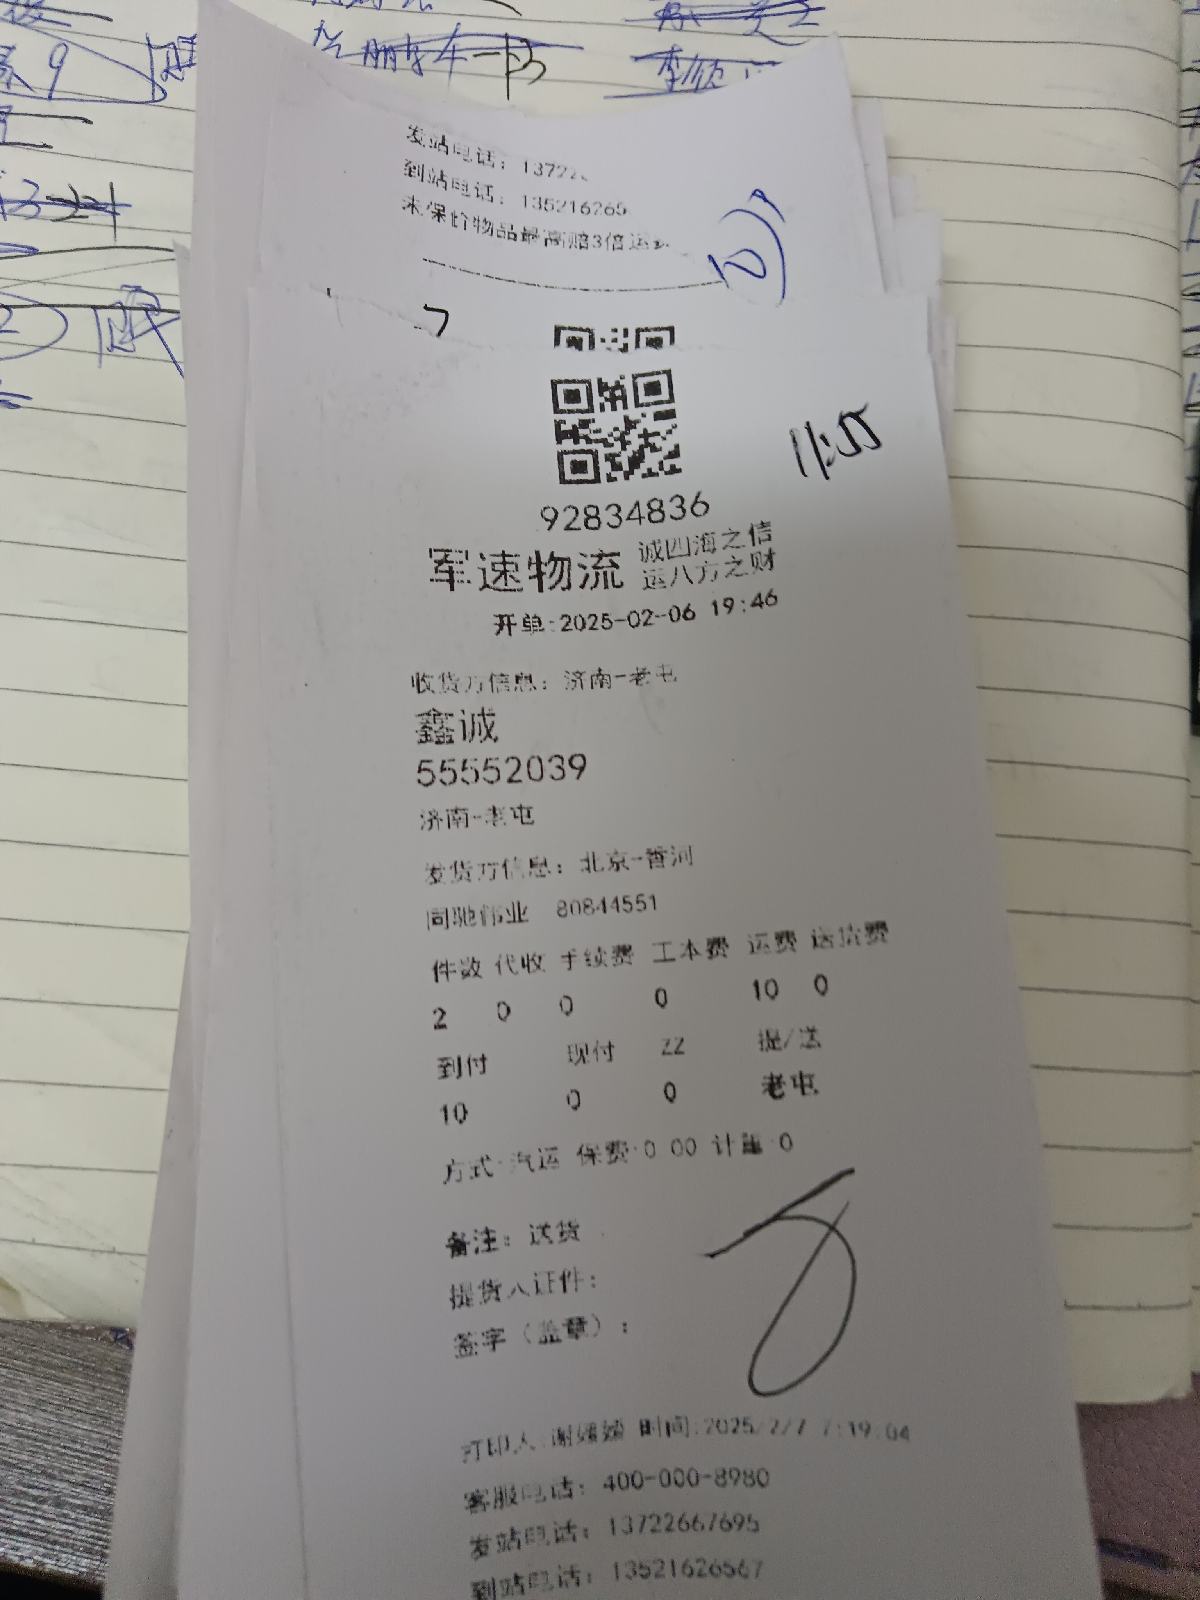 发站电话：13722
到站电话：135216265
未保价物品最高赔3倍运
92834836
11:55
军速物流 诚四海之信
运八方之财
开单:2025-02-06 19:46
收货方信息：济南-老屯
鑫诚
55552039
济南-老屯
发货方信息：北京-香河
同驰伟业 80844551
件数 代收 手续费 工本费 运费 送货费
2 0 0 0 10 0
到付 现付 ZZ 提/送
10 0 0 老屯
方式:汽运 保费:0.00 计重:0
备注：送货
提货人证件：
签字（盖章）：
打印人:谢 时间:2025/2/7 7:19:04
客服电话：400-000-8980
发站电话：13722667695
到站电话：13521626567